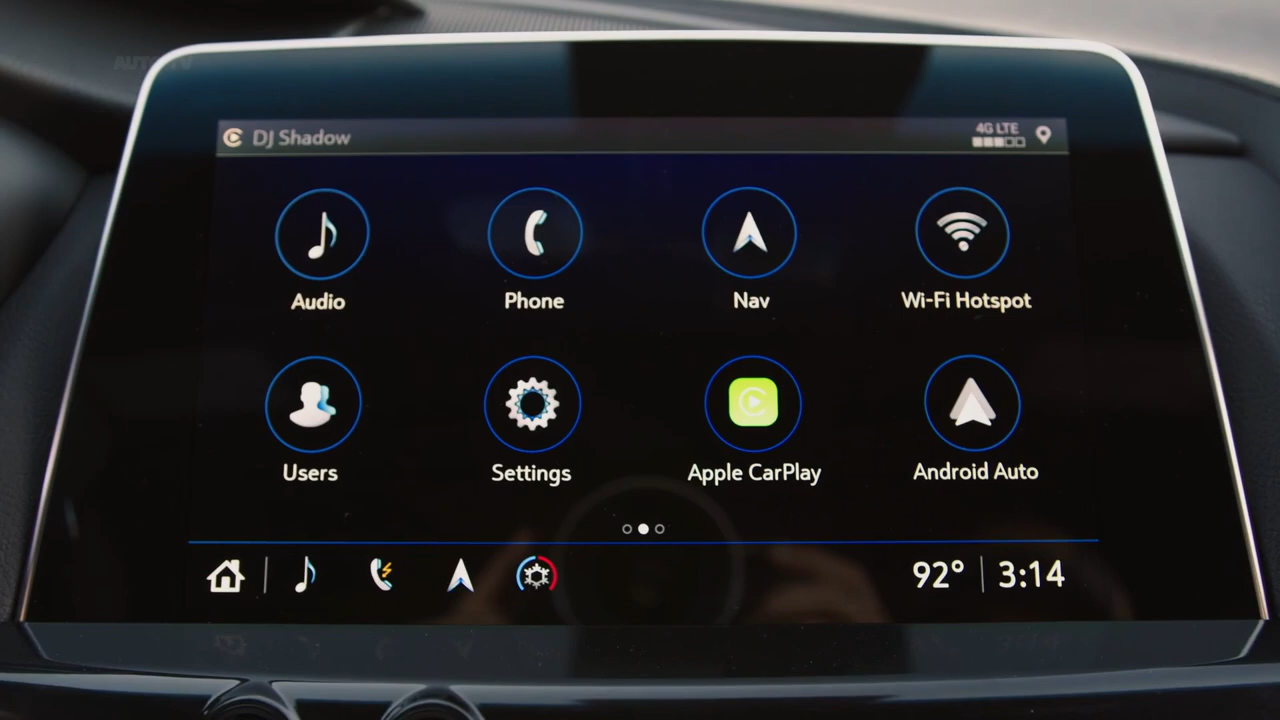 DJ Shadow
4G LTE
Audio
Phone
Nav
Wi-Fi Hotspot
Users
Settings
Apple CarPlay
Android Auto
92° 3:14